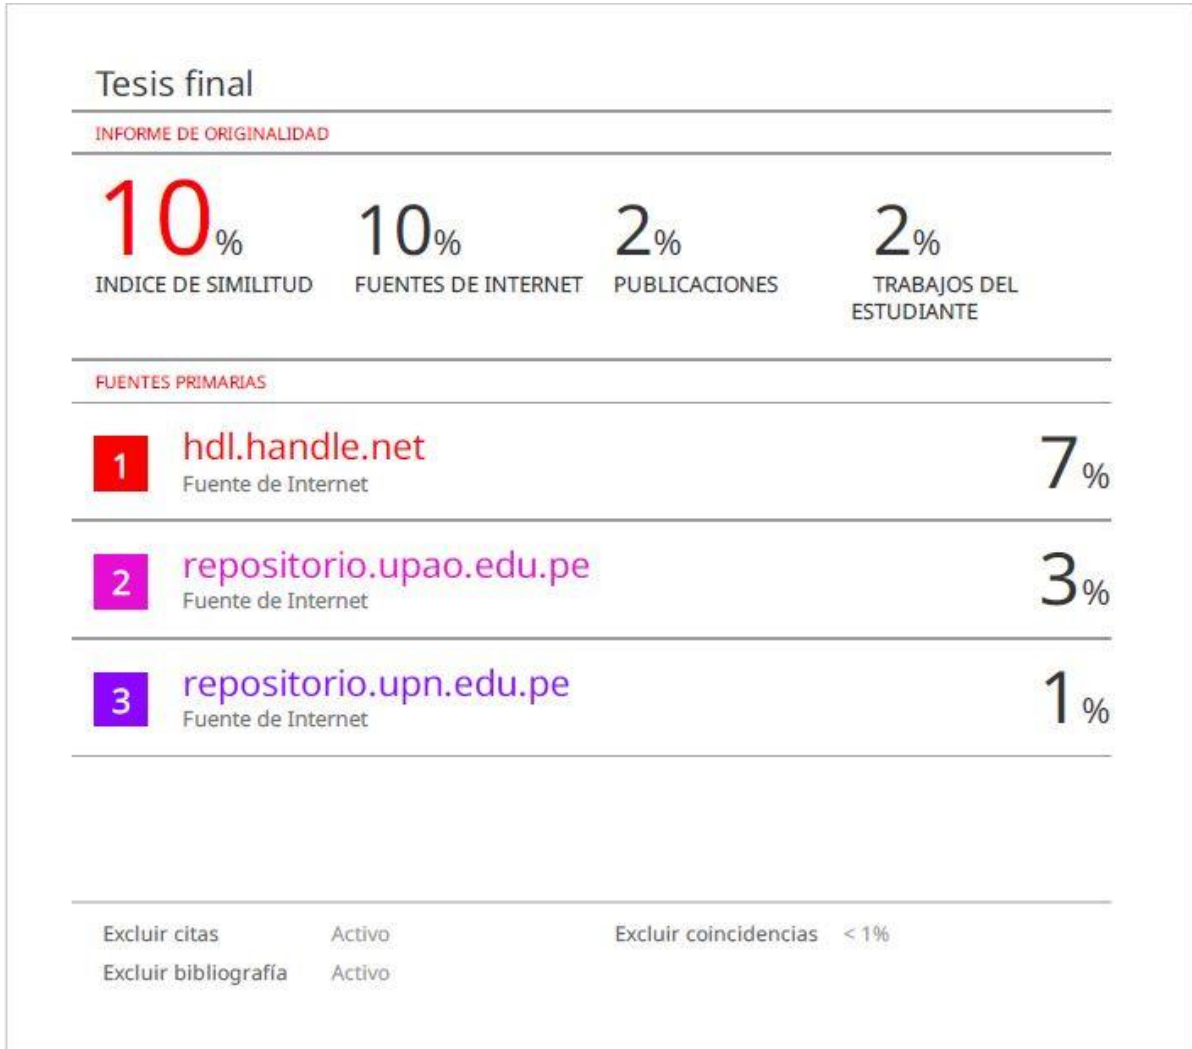 Tesis final
INFORME DE ORIGINALIDAD
10%
INDICE DE SIMILITUD
10%
FUENTES DE INTERNET
2%
PUBLICACIONES
2%
TRABAJOS DEL
ESTUDIANTE
FUENTES PRIMARIAS
1
hdl.handle.net
Fuente de Internet
7%
2
repositorio.upao.edu.pe
Fuente de Internet
3%
3
repositorio.upn.edu.pe
Fuente de Internet
1%
Excluir citas Activo
Excluir coincidencias < 1%
Excluir bibliografía Activo